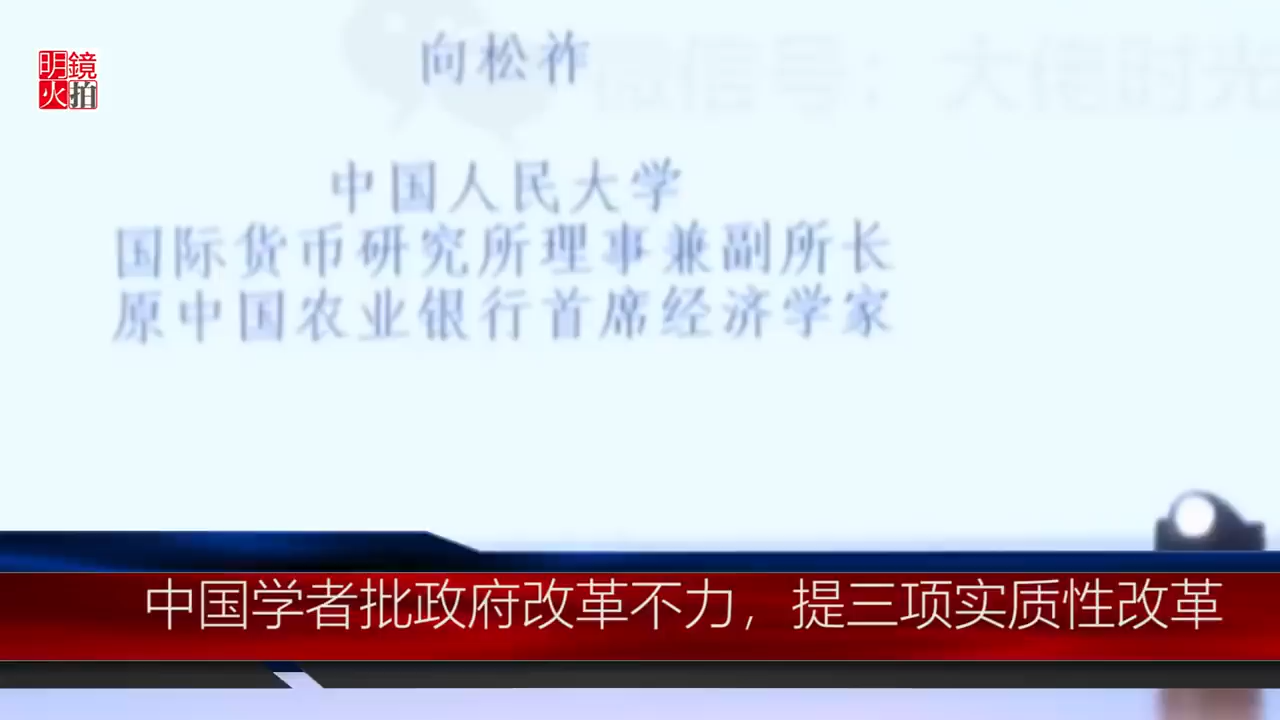 明鏡
火拍
向松祚
微信号：大佬时光
中国人民大学
国际货币研究所理事兼副所长
原中国农业银行首席经济学家
中国学者批政府改革不力，提三项实质性改革